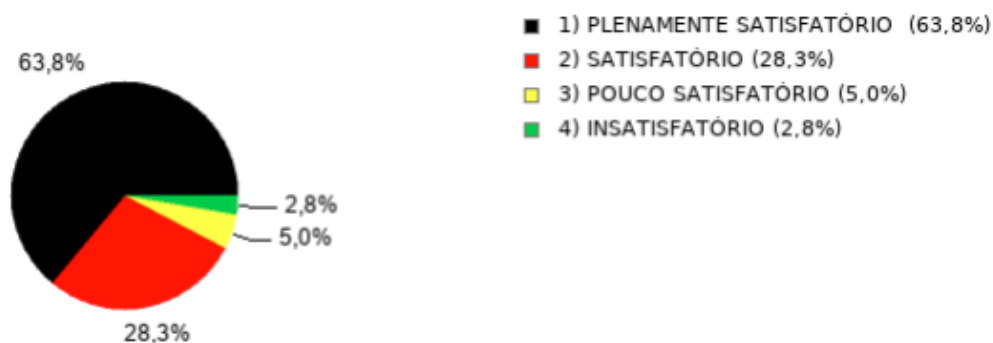 1) PLENAMENTE SATISFATÓRIO (63,8%)
63,8%
2) SATISFATÓRIO (28,3%)
3) POUCO SATISFATÓRIO (5,0%)
4) INSATISFATÓRIO (2,8%)
2,8%
5,0%
28,3%